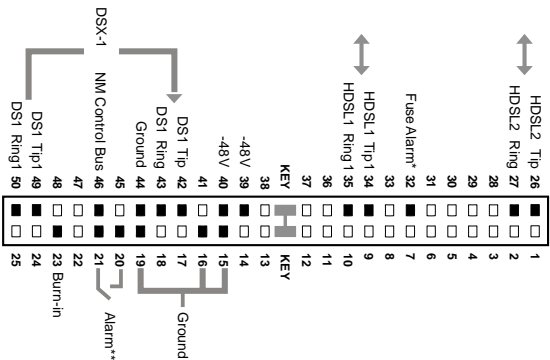 HDSL2 Tip 26 1
HDSL2 Ring 27 2
28 3
29 4
30 5
31 6
Fuse Alarm* 32 7
33 8
HDSL1 Tip1 34 9
HDSL1 Ring1 35 10
36 11
37 12
KEY KEY
38 13
-48V 39 14
-48V 40 15
41 16
Ground
DS1 Tip 42 17
DS1 Ring 43 18
Ground 44 19
DSX-1
45 20
NM Control Bus 46 21
Alarm**
47 22
48 23 Burn-in
DS1 Tip1 49 24
DS1 Ring1 50 25